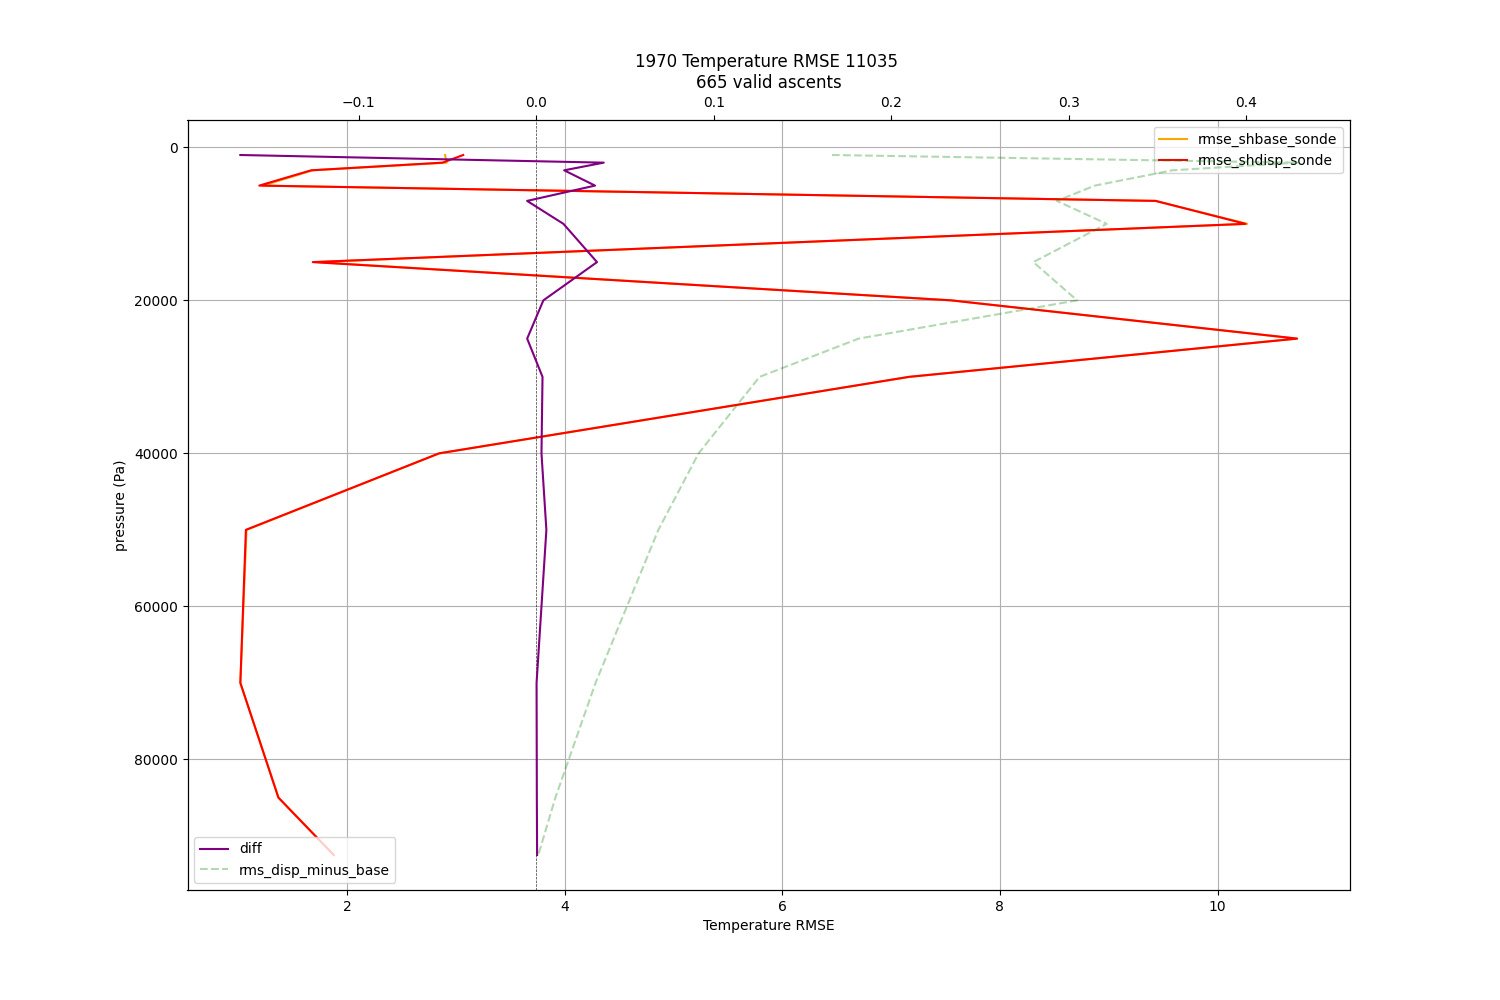 1970 Temperature RMSE 11035
665 valid ascents
−0.1
0.0
0.1
0.2
0.3
0.4
rmse_shbase_sonde
rmse_shdisp_sonde
0
20000
40000
60000
80000
pressure (Pa)
diff
rms_disp_minus_base
2
4
6
8
10
Temperature RMSE